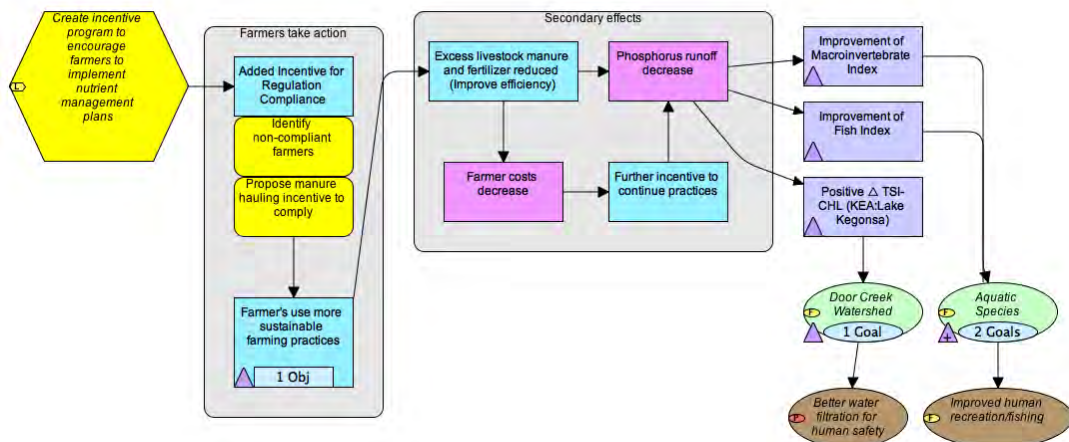 Create incentive
program to
encourage
farmers to
implement
nutrient
management
plans
L
Farmers take action
Added Incentive for
Regulation
Compliance
Identify
non-compliant
farmers
Propose manure
hauling incentive to
comply
Farmer's use more
sustainable
farming practices
1 Obj
Secondary effects
Excess livestock manure
and fertilizer reduced
(Improve efficiency)
Phosphorus runoff
decrease
Farmer costs
decrease
Further incentive to
continue practices
Improvement of
Macroinvertebrate
Index
Improvement of
Fish Index
Positive △ TSI-
CHL (KEA:Lake
Kegonsa)
Door Creek
Watershed
F
1 Goal
Aquatic
Species
F
+
2 Goals
Better water
filtration for
human safety
F
Improved human
recreation/fishing
F